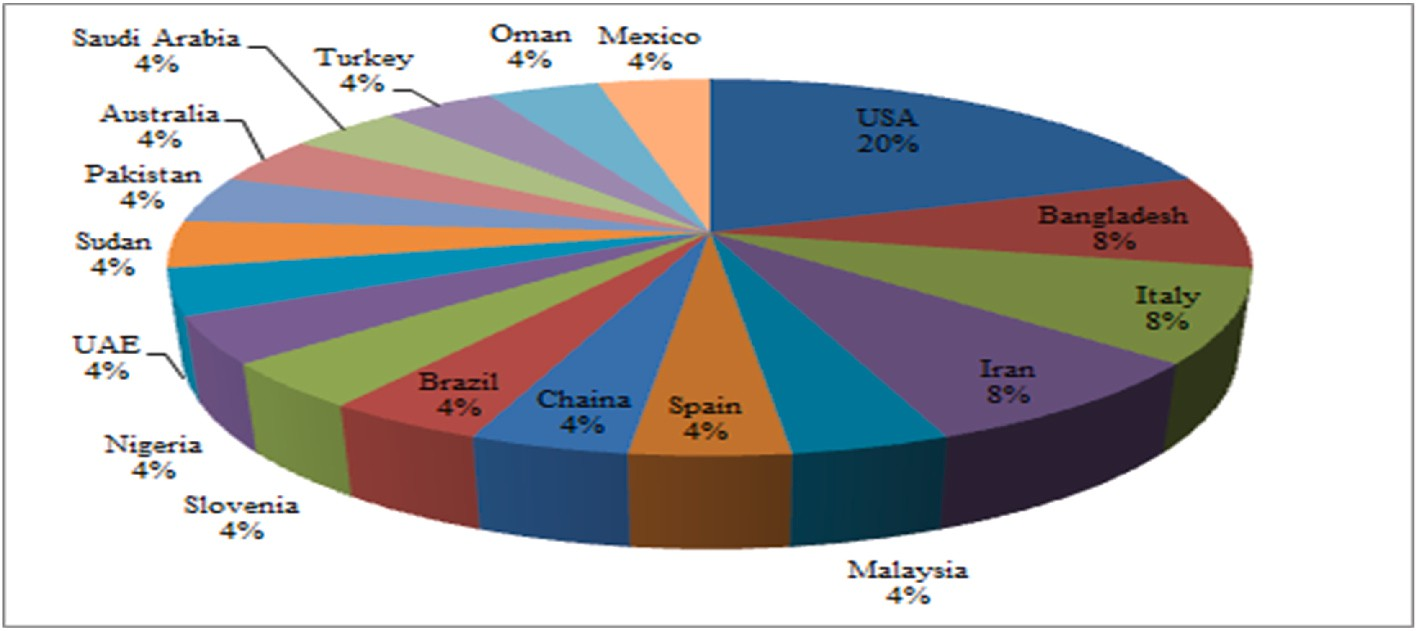 USA
20%
Bangladesh
8%
Italy
8%
Iran
8%
Malaysia
4%
Spain
4%
Chaina
4%
Brazil
4%
Slovenia
4%
Nigeria
4%
UAE
4%
Sudan
4%
Pakistan
4%
Australia
4%
Saudi Arabia
4%
Turkey
4%
Oman
4%
Mexico
4%